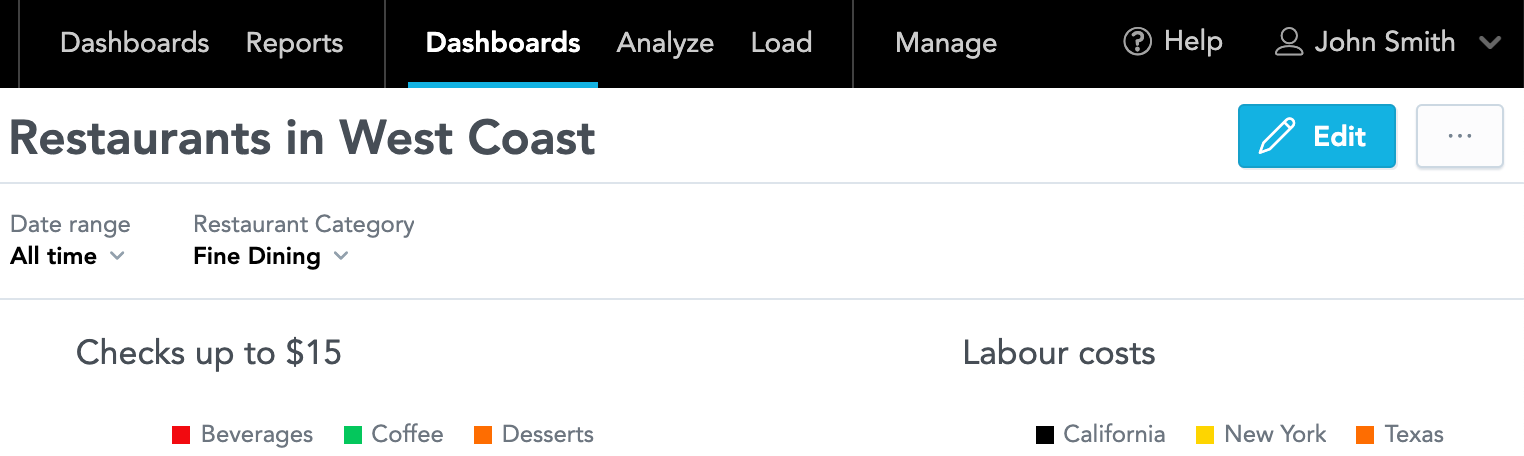 Dashboards Reports Dashboards Analyze Load Manage Help John Smith
Restaurants in West Coast
Edit ...
Date range Restaurant Category
All time Fine Dining
Checks up to $15 Labour costs
Beverages Coffee Desserts California New York Texas